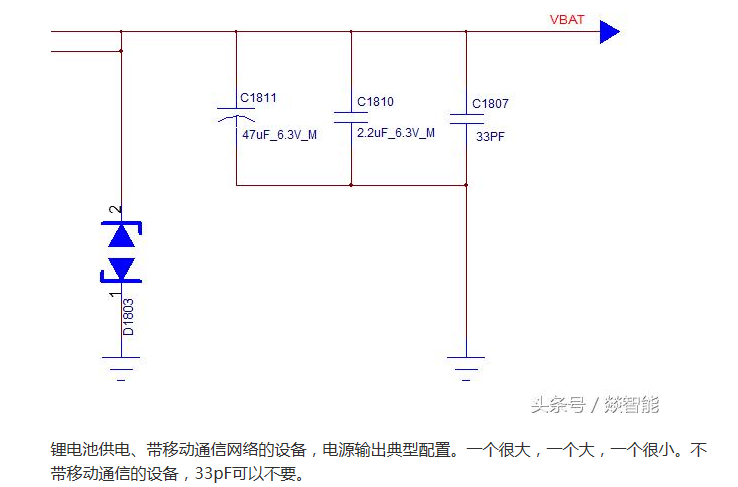 VBAT
C1811
C1810
C1807
47uF_6.3V_M
2.2uF_6.3V_M
33PF
2
1
D1803
头条号 / 燚智能
锂电池供电、带移动通信网络的设备，电源输出典型配置。一个很大，一个大，一个很小。不
带移动通信的设备，33pF可以不要。